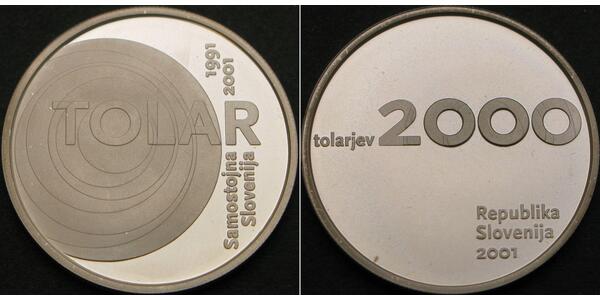 TOLAR
1991
2001
Samostojna
Slovenija
tolarjev 2000
Republika
Slovenija
2001